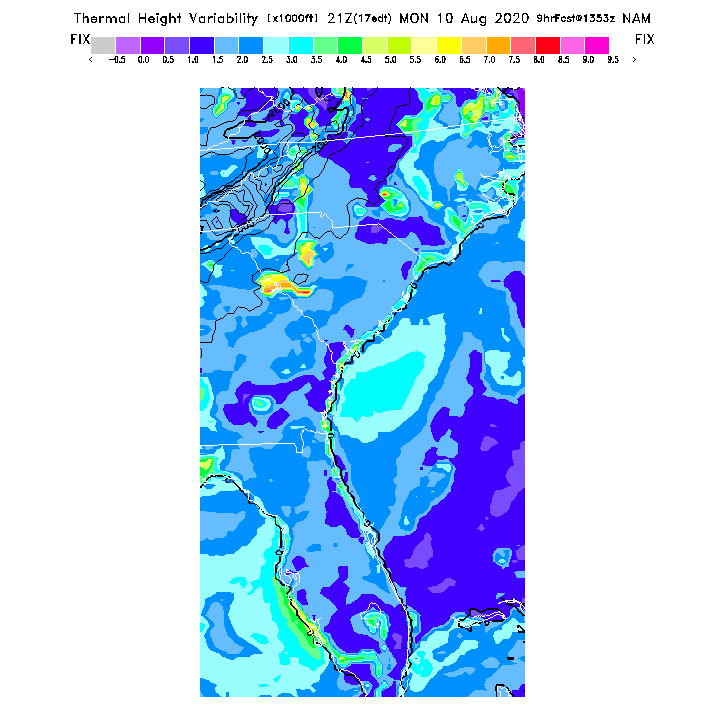 Thermal Height Variability [x1000ft] 21Z(17edt) MON 10 Aug 2020 9hrFcst@1353z NAM
FIX FIX
< -0.5 0.0 0.5 1.0 1.5 2.0 2.5 3.0 3.5 4.0 4.5 5.0 5.5 6.0 6.5 7.0 7.5 8.0 8.5 9.0 9.5 >